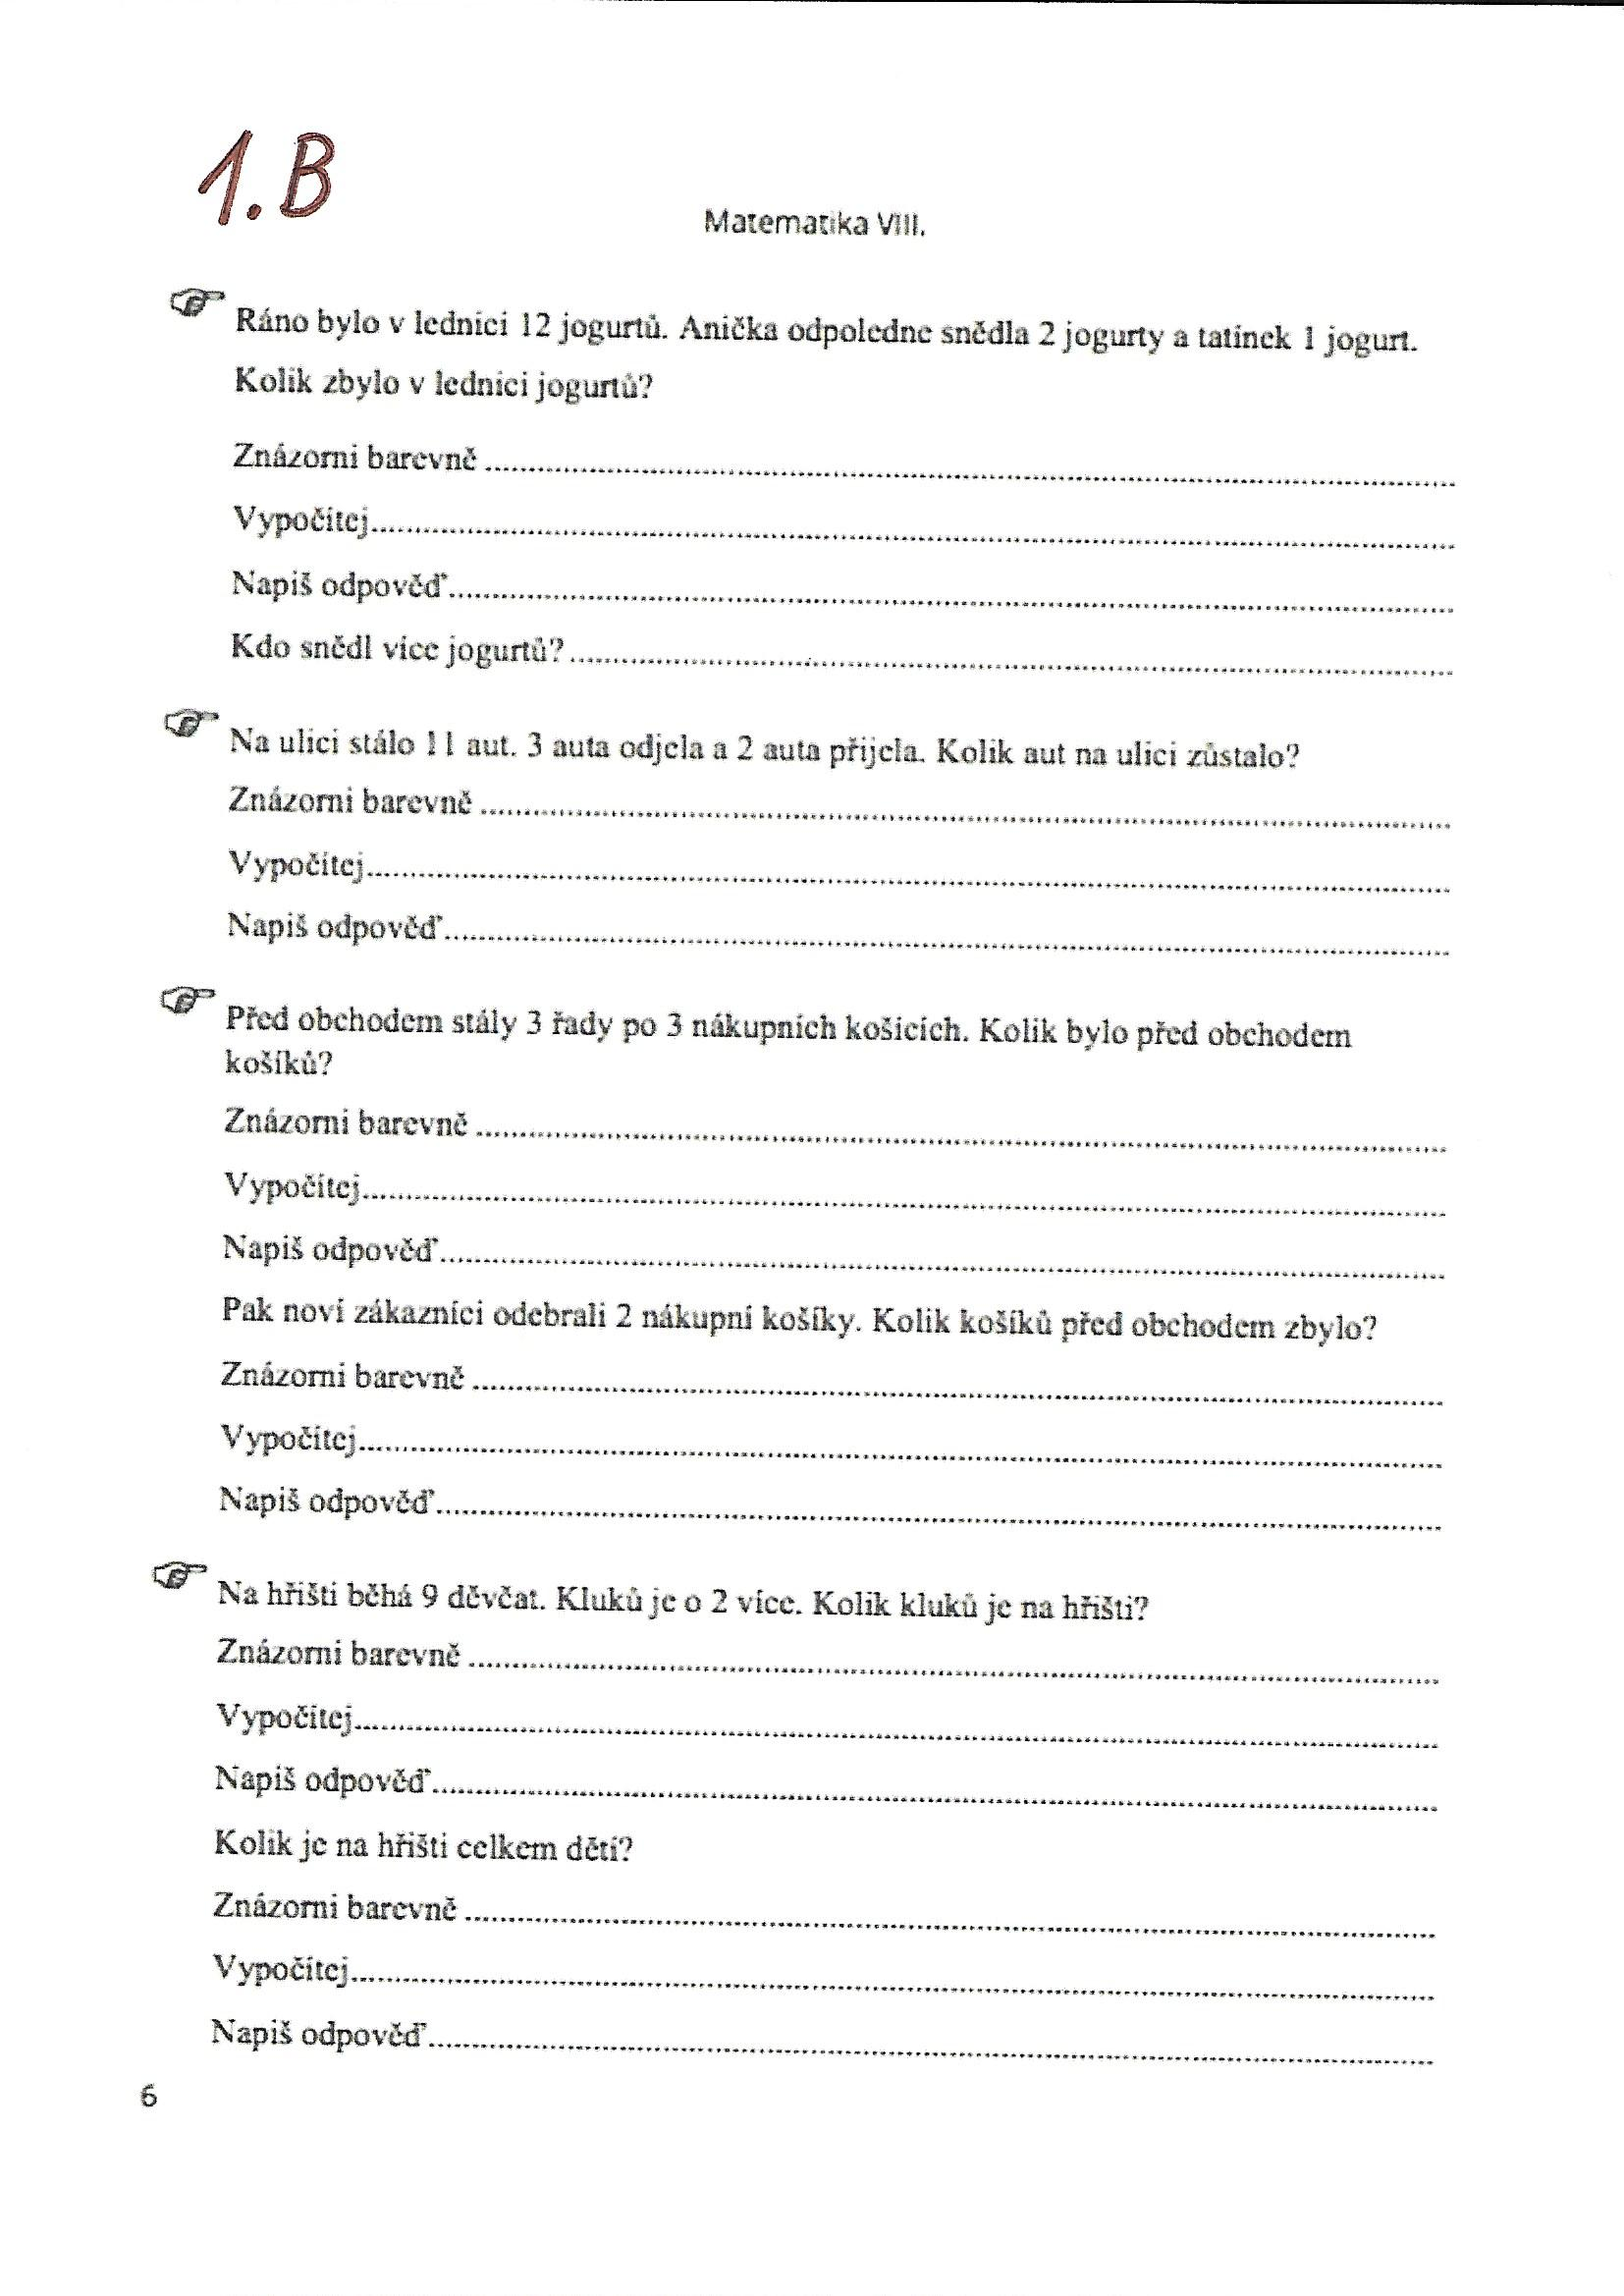 1.B
Matematika VIII.
Ráno bylo v lednici 12 jogurtů. Anička odpoledne snědla 2 jogurty a tatínek 1 jogurt.
Kolik zbylo v lednici jogurtů?
Znázorni barevně ........................................
Vypočítej........................................
Napiš odpověď........................................
Kdo snědl více jogurtů?........................................
Na ulici stálo 11 aut. 3 auta odjela a 2 auta přijela. Kolik aut na ulici zůstalo?
Znázorni barevně ........................................
Vypočítej........................................
Napiš odpověď........................................
Před obchodem stály 3 řady po 3 nákupních košících. Kolik bylo před obchodem
košíků?
Znázorni barevně ........................................
Vypočítej........................................
Napiš odpověď........................................
Pak noví zákazníci odebrali 2 nákupní košíky. Kolik košíků před obchodem zbylo?
Znázorni barevně ........................................
Vypočítej........................................
Napiš odpověď........................................
Na hřišti běhá 9 děvčat. Kluků je o 2 více. Kolik kluků je na hřišti?
Znázorni barevně ........................................
Vypočítej........................................
Napiš odpověď........................................
Kolik je na hřišti celkem dětí?
Znázorni barevně ........................................
Vypočítej........................................
Napiš odpověď........................................
6